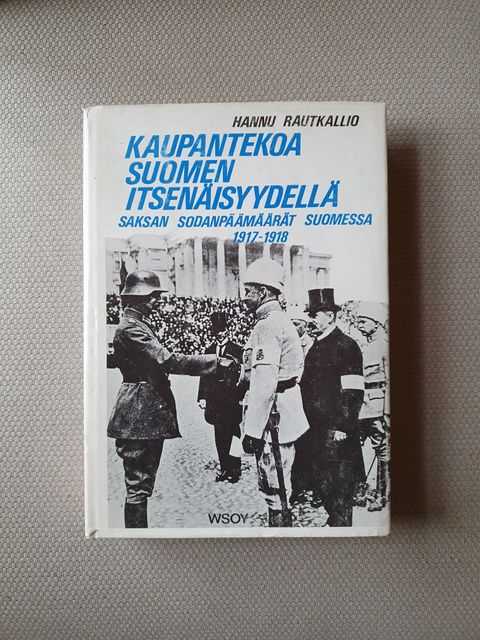 HANNU RAUTKALLIO
KAUPANTEKOA
SUOMEN
ITSENÄISYYDELLÄ
SAKSAN SODANPÄÄMÄÄRÄT SUOMESSA
1917-1918
WSOY